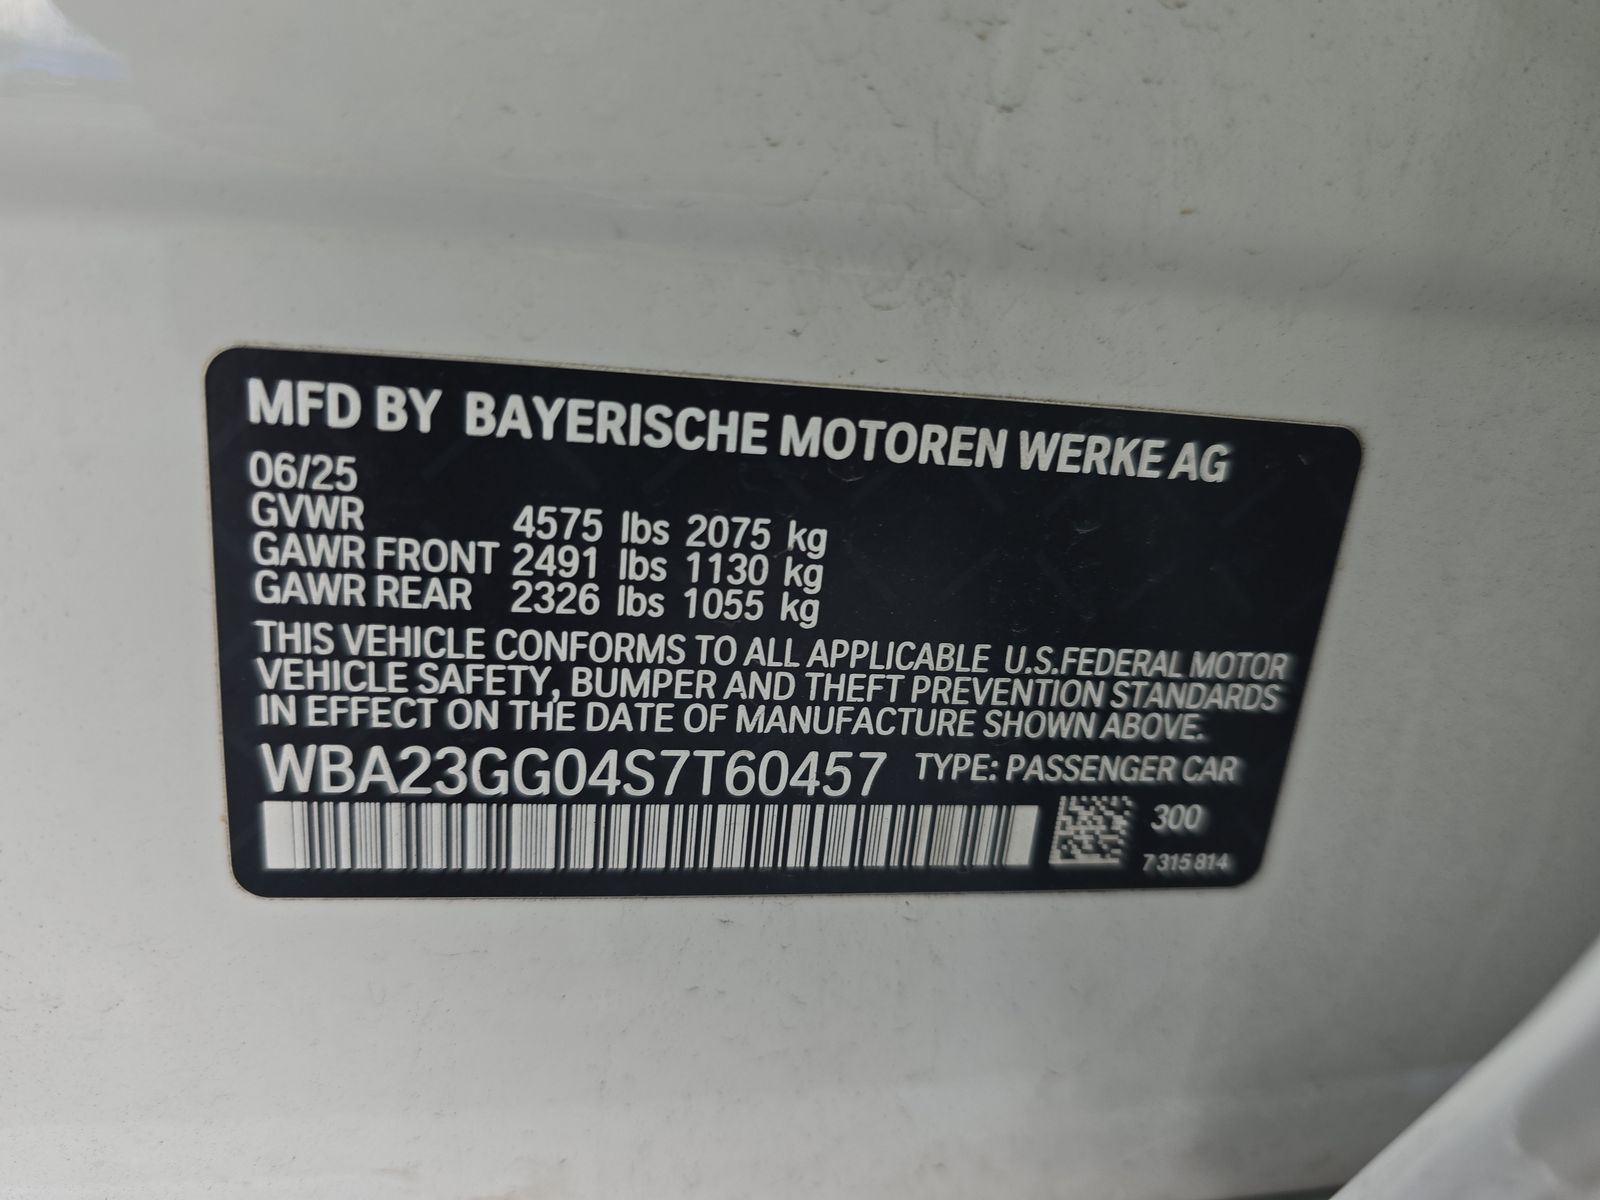 MFD BY BAYERISCHE MOTOREN WERKE AG
06/25
GVWR 4575 lbs 2075 kg
GAWR FRONT 2491 lbs 1130 kg
GAWR REAR 2326 lbs 1055 kg
THIS VEHICLE CONFORMS TO ALL APPLICABLE U.S.FEDERAL MOTOR
VEHICLE SAFETY, BUMPER AND THEFT PREVENTION STANDARDS
IN EFFECT ON THE DATE OF MANUFACTURE SHOWN ABOVE.
WBA23GG04S7T60457 TYPE: PASSENGER CAR
300
7 315 814